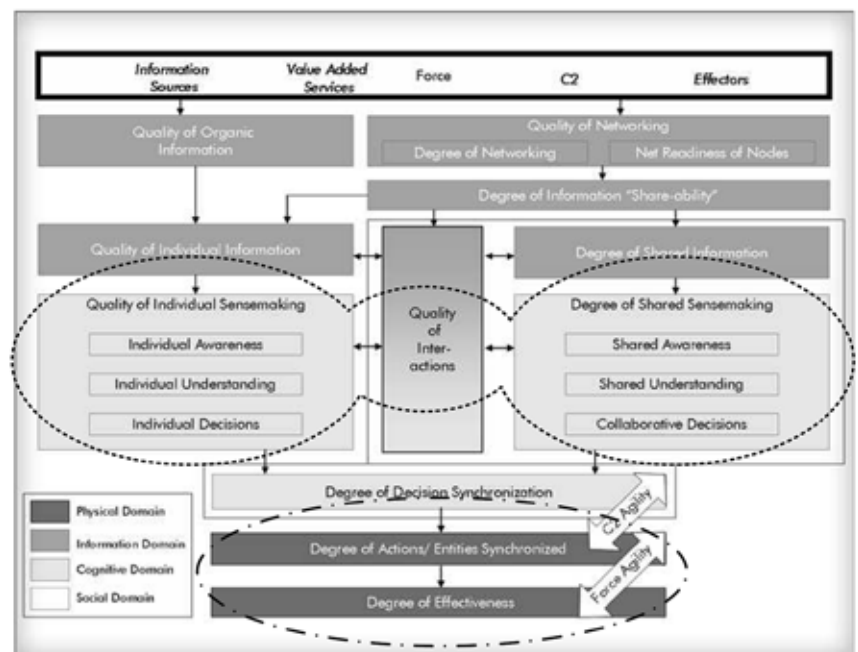 Information
Sources
Value Added
Services
Force
C2
Effectors
Quality of Organic
Information
Quality of Networking
Degree of Networking
Net Readiness of Nodes
Degree of Information "Share-ability"
Quality of Individual Information
Degree of Shared Information
Quality of Individual Sensemaking
Individual Awareness
Individual Understanding
Individual Decisions
Quality
of
Inter-
actions
Degree of Shared Sensemaking
Shared Awareness
Shared Understanding
Collaborative Decisions
Degree of Decision Synchronization
C2 Agility
Degree of Actions/ Entities Synchronized
Force Agility
Degree of Effectiveness
Physical Domain
Information Domain
Cognitive Domain
Social Domain